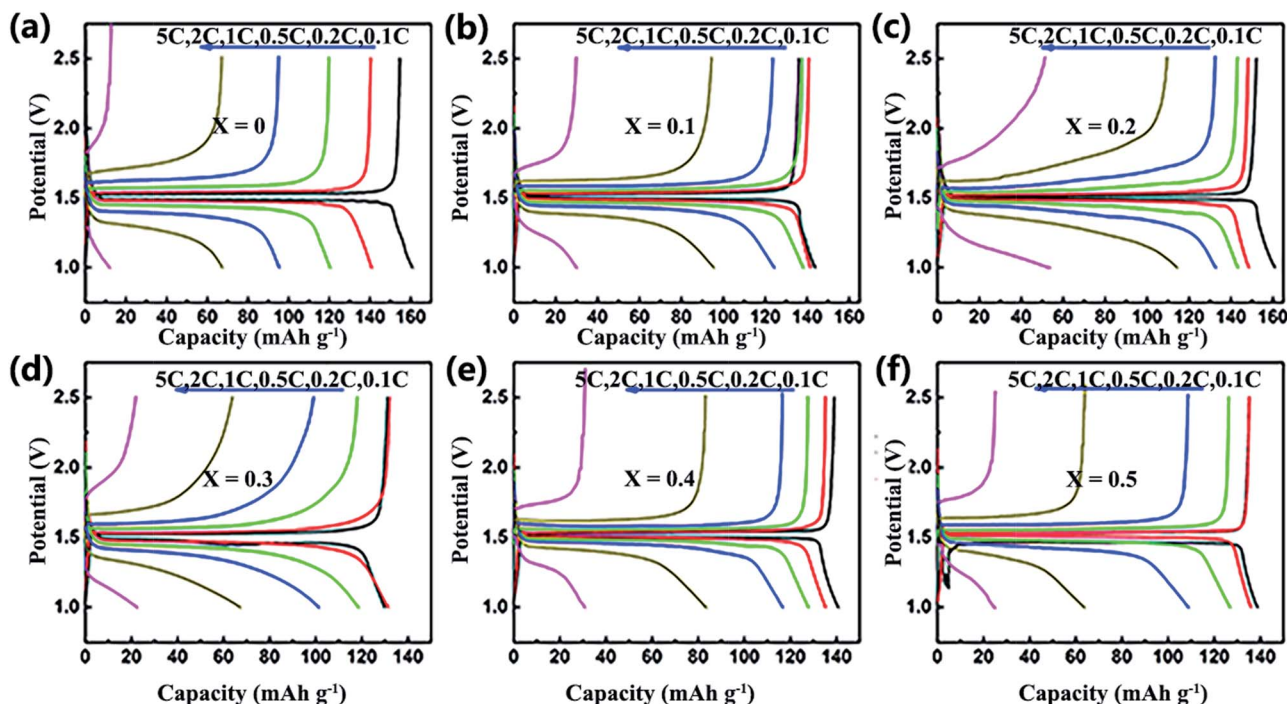 (a)
5C,2C,1C,0.5C,0.2C,0.1C
2.5
2.0
1.5
1.0
Potential (V)
X = 0
0 20 40 60 80 100 120 140 160
Capacity (mAh g⁻¹)
(b)
5C,2C,1C,0.5C,0.2C,0.1C
2.5
2.0
1.5
1.0
Potential (V)
X = 0.1
0 20 40 60 80 100 120 140 160
Capacity (mAh g⁻¹)
(c)
5C,2C,1C,0.5C,0.2C,0.1C
2.5
2.0
1.5
1.0
Potential (V)
X = 0.2
0 20 40 60 80 100 120 140 160
Capacity (mAh g⁻¹)
(d)
5C,2C,1C,0.5C,0.2C,0.1C
2.5
2.0
1.5
1.0
Potential (V)
X = 0.3
0 20 40 60 80 100 120 140
Capacity (mAh g⁻¹)
(e)
5C,2C,1C,0.5C,0.2C,0.1C
2.5
2.0
1.5
1.0
Potential (V)
X = 0.4
0 20 40 60 80 100 120 140
Capacity (mAh g⁻¹)
(f)
5C,2C,1C,0.5C,0.2C,0.1C
2.5
2.0
1.5
1.0
Potential (V)
X = 0.5
0 20 40 60 80 100 120 140
Capacity (mAh g⁻¹)